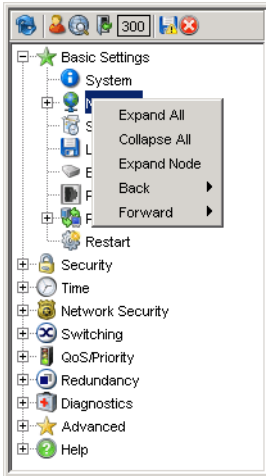 300
Basic Settings
System
Expand All
Collapse All
Expand Node
Back
Forward
Restart
Security
Time
Network Security
Switching
QoS/Priority
Redundancy
Diagnostics
Advanced
Help